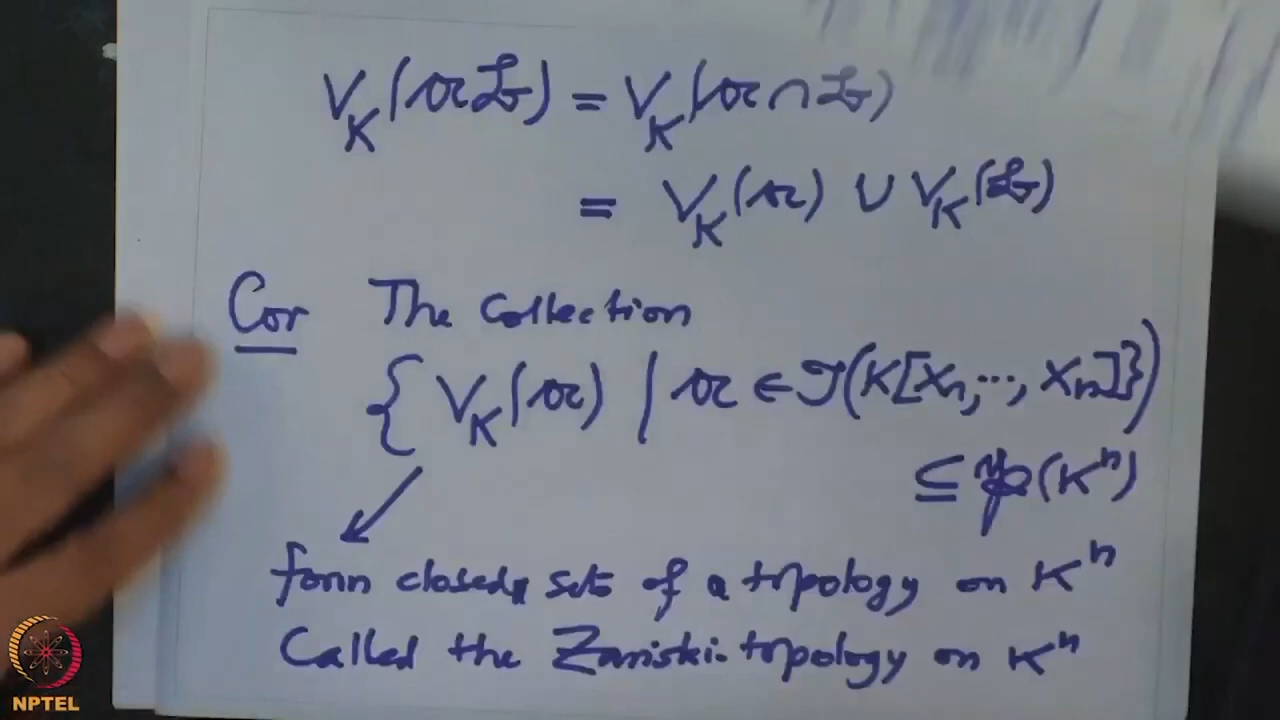 V_K(𝔞𝔟) = V_K(𝔞 ∩ 𝔟)
= V_K(𝔞) ∪ V_K(𝔟)
Cor The Collection
{ V_K(𝔞) | 𝔞 ∈ 𝓘(K[X_1, ..., X_n]}) 
⊆ 𝔓(K^n)
form closed sets of a topology on K^n
Called the Zariski-topology on K^n
NPTEL